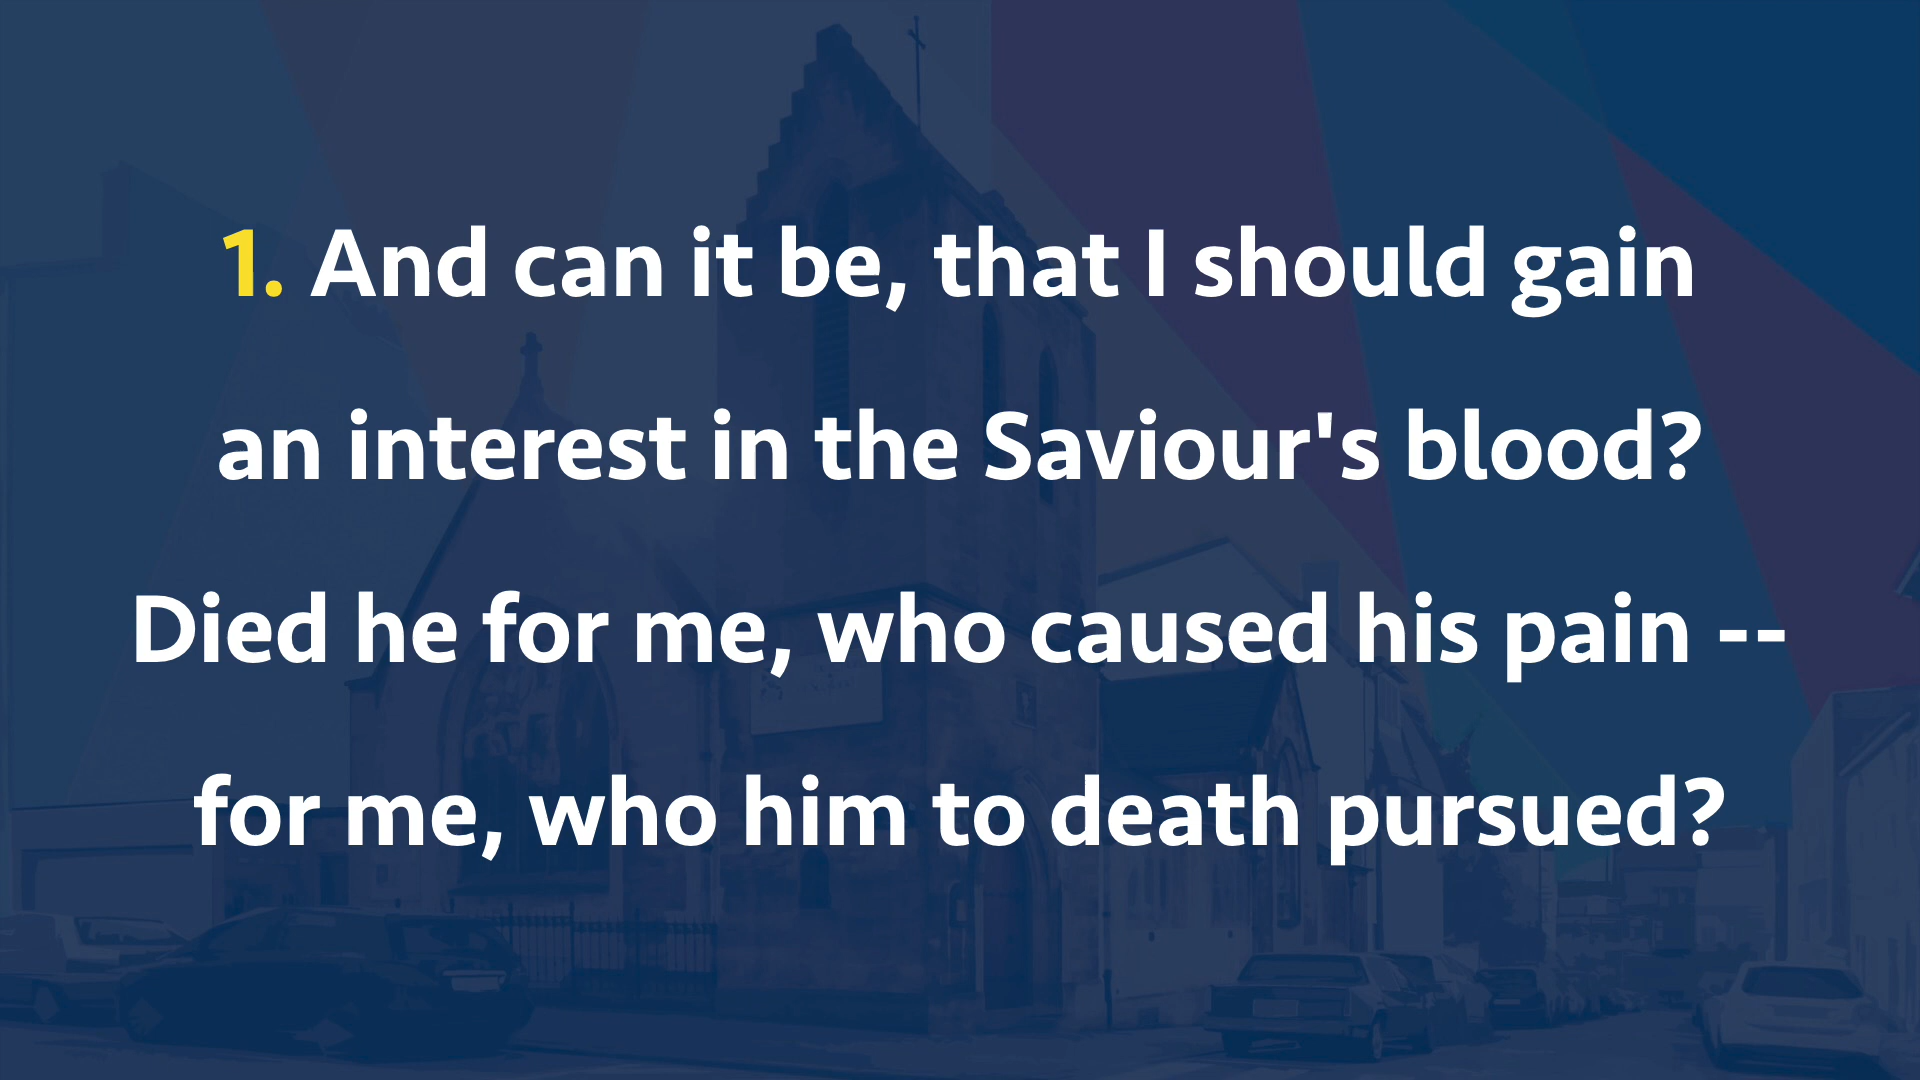 1. And can it be, that I should gain
an interest in the Saviour's blood?
Died he for me, who caused his pain --
for me, who him to death pursued?